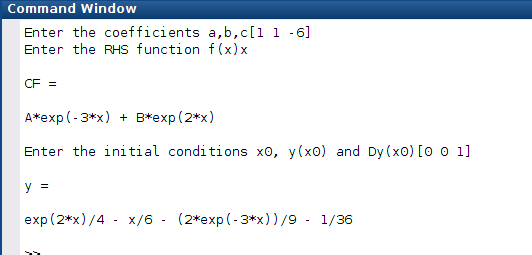 Command Window
Enter the coefficients a,b,c[1 1 -6]
Enter the RHS function f(x)x
CF =
A*exp(-3*x) + B*exp(2*x)
Enter the initial conditions x0, y(x0) and Dy(x0)[0 0 1]
y =
exp(2*x)/4 - x/6 - (2*exp(-3*x))/9 - 1/36
>>